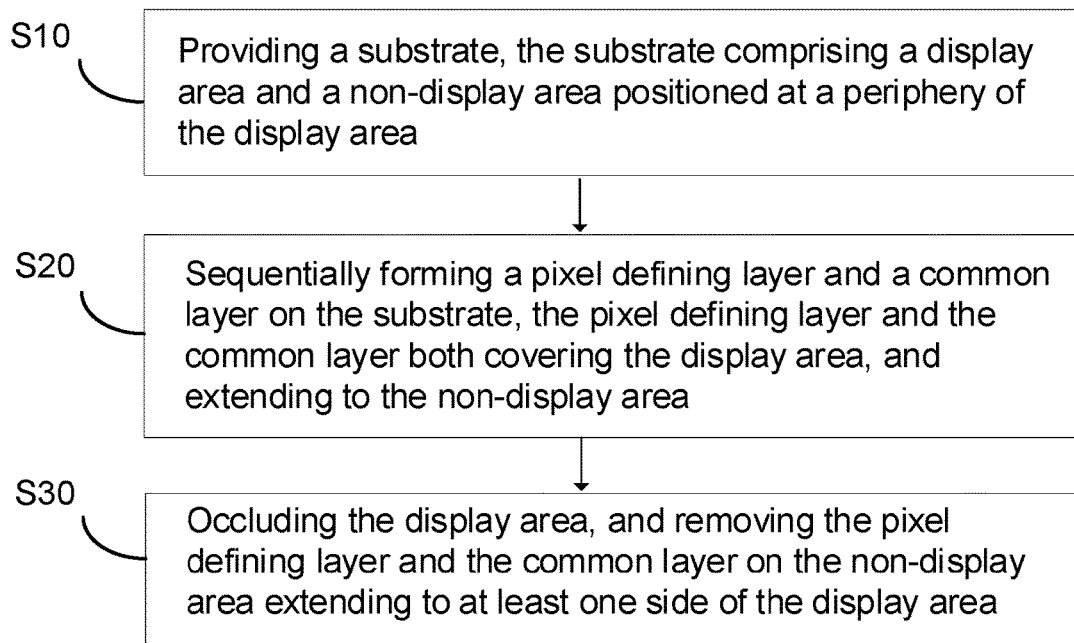 S10
Providing a substrate, the substrate comprising a display
area and a non-display area positioned at a periphery of
the display area
S20
Sequentially forming a pixel defining layer and a common
layer on the substrate, the pixel defining layer and the
common layer both covering the display area, and
extending to the non-display area
S30
Occluding the display area, and removing the pixel
defining layer and the common layer on the non-display
area extending to at least one side of the display area